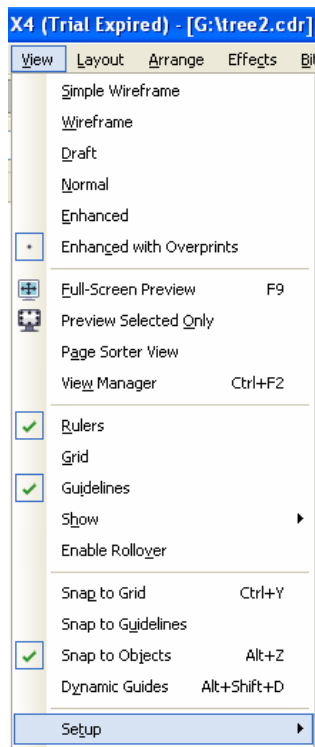 X4 (Trial Expired) - [G:\tree2.cdr]
View Layout Arrange Effects Bit
Simple Wireframe
Wireframe
Draft
Normal
Enhanced
Enhanced with Overprints
Full-Screen Preview F9
Preview Selected Only
Page Sorter View
View Manager Ctrl+F2
Rulers
Grid
Guidelines
Show
Enable Rollover
Snap to Grid Ctrl+Y
Snap to Guidelines
Snap to Objects Alt+Z
Dynamic Guides Alt+Shift+D
Setup